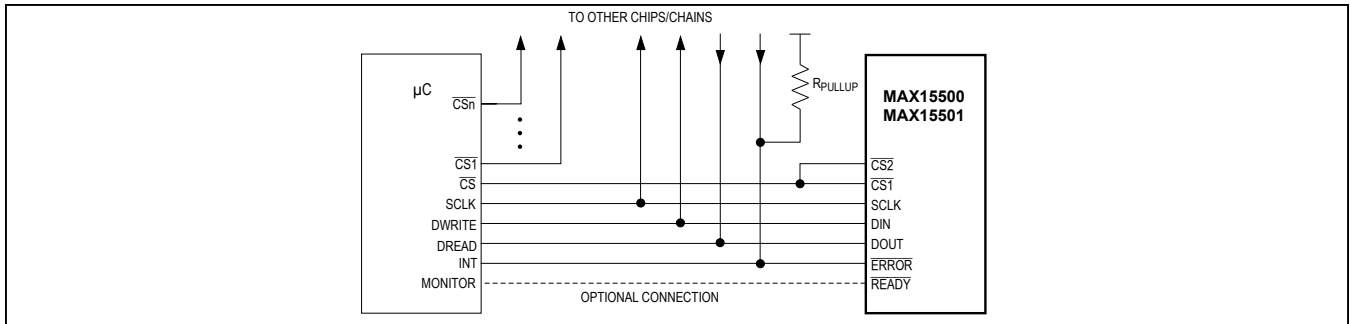 TO OTHER CHIPS/CHAINS
µC
CSn
CS1
CS
SCLK
DWRITE
DREAD
INT
MONITOR
RPULLUP
MAX15500
MAX15501
CS2
CS1
SCLK
DIN
DOUT
ERROR
READY
OPTIONAL CONNECTION